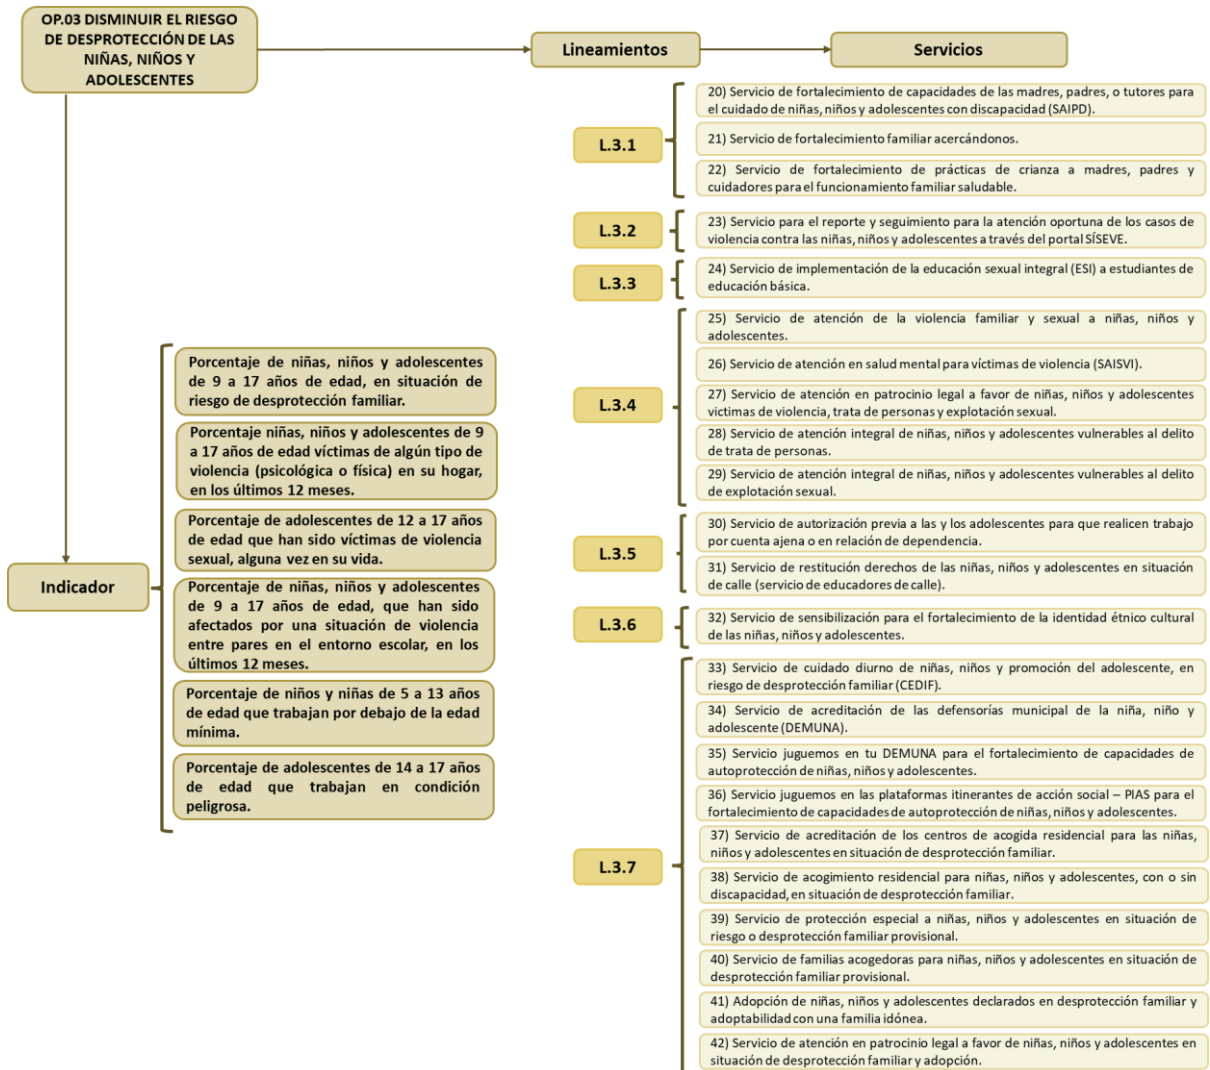 OP.03 DISMINUIR EL RIESGO
DE DESPROTECCIÓN DE LAS
NIÑAS, NIÑOS Y
ADOLESCENTES
Lineamientos
Servicios
Indicador
Porcentaje de niñas, niños y adolescentes
de 9 a 17 años de edad, en situación de
riesgo de desprotección familiar.
Porcentaje niñas, niños y adolescentes de 9
a 17 años de edad víctimas de algún tipo de
violencia (psicológica o física) en su hogar,
en los últimos 12 meses.
Porcentaje de adolescentes de 12 a 17 años
de edad que han sido víctimas de violencia
sexual, alguna vez en su vida.
Porcentaje de niñas, niños y adolescentes
de 9 a 17 años de edad, que han sido
afectados por una situación de violencia
entre pares en el entorno escolar, en los
últimos 12 meses.
Porcentaje de niños y niñas de 5 a 13 años
de edad que trabajan por debajo de la edad
mínima.
Porcentaje de adolescentes de 14 a 17 años
de edad que trabajan en condición
peligrosa.
L.3.1
20) Servicio de fortalecimiento de capacidades de las madres, padres, o tutores para
el cuidado de niñas, niños y adolescentes con discapacidad (SAIPD).
21) Servicio de fortalecimiento familiar acercándonos.
22) Servicio de fortalecimiento de prácticas de crianza a madres, padres y
cuidadores para el funcionamiento familiar saludable.
L.3.2
23) Servicio para el reporte y seguimiento para la atención oportuna de los casos de
violencia contra las niñas, niños y adolescentes a través del portal SÍSEVE.
L.3.3
24) Servicio de implementación de la educación sexual integral (ESI) a estudiantes de
educación básica.
L.3.4
25) Servicio de atención de la violencia familiar y sexual a niñas, niños y
adolescentes.
26) Servicio de atención en salud mental para víctimas de violencia (SAISVI).
27) Servicio de atención en patrocinio legal a favor de niñas, niños y adolescentes
victimas de violencia, trata de personas y explotación sexual.
28) Servicio de atención integral de niñas, niños y adolescentes vulnerables al delito
de trata de personas.
29) Servicio de atención integral de niñas, niños y adolescentes vulnerables al delito
de explotación sexual.
L.3.5
30) Servicio de autorización previa a las y los adolescentes para que realicen trabajo
por cuenta ajena o en relación de dependencia.
31) Servicio de restitución derechos de las niñas, niños y adolescentes en situación
de calle (servicio de educadores de calle).
L.3.6
32) Servicio de sensibilización para el fortalecimiento de la identidad étnico cultural
de las niñas, niños y adolescentes.
L.3.7
33) Servicio de cuidado diurno de niñas, niños y promoción del adolescente, en
riesgo de desprotección familiar (CEDIF).
34) Servicio de acreditación de las defensorías municipal de la niña, niño y
adolescente (DEMUNA).
35) Servicio juguemos en tu DEMUNA para el fortalecimiento de capacidades de
autoprotección de niñas, niños y adolescentes.
36) Servicio juguemos en las plataformas itinerantes de acción social – PIAS para el
fortalecimiento de capacidades de autoprotección de niñas, niños y adolescentes.
37) Servicio de acreditación de los centros de acogida residencial para las niñas,
niños y adolescentes en situación de desprotección familiar.
38) Servicio de acogimiento residencial para niñas, niños y adolescentes, con o sin
discapacidad, en situación de desprotección familiar.
39) Servicio de protección especial a niñas, niños y adolescentes en situación de
riesgo o desprotección familiar provisional.
40) Servicio de familias acogedoras para niñas, niños y adolescentes en situación de
desprotección familiar provisional.
41) Adopción de niñas, niños y adolescentes declarados en desprotección familiar y
adoptabilidad con una familia idónea.
42) Servicio de atención en patrocinio legal a favor de niñas, niños y adolescentes en
situación de desprotección familiar y adopción.